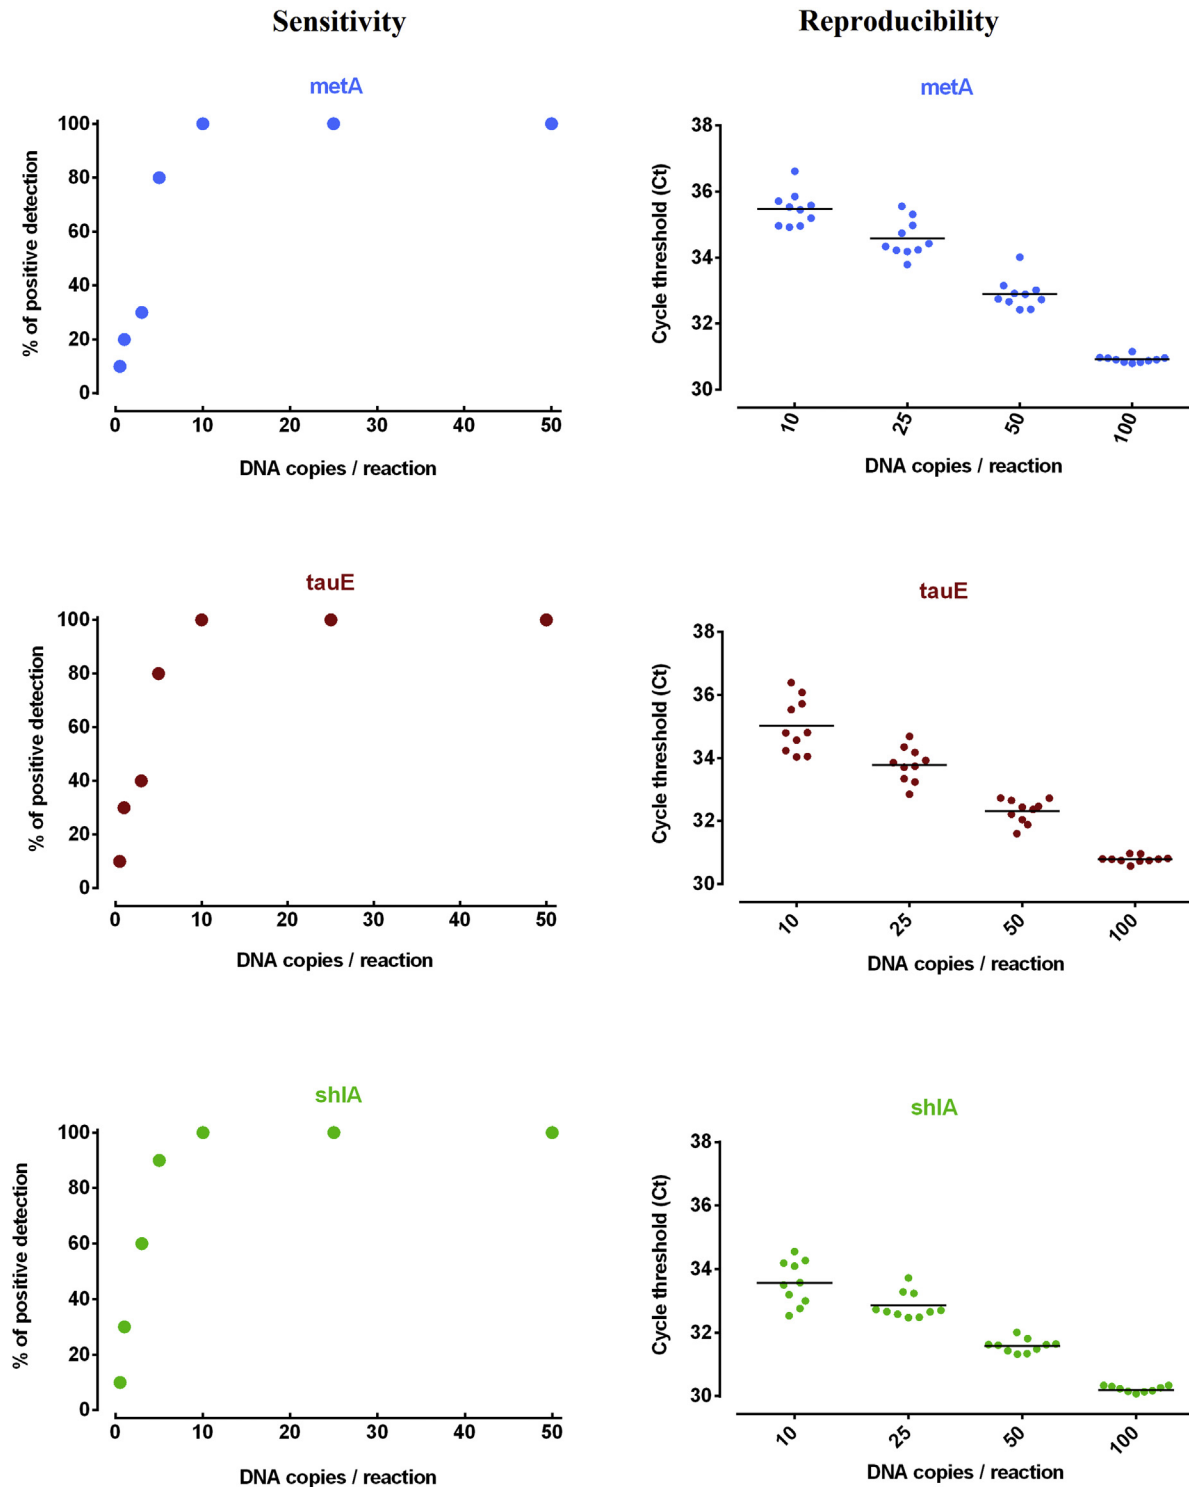 Sensitivity
Reproducibility
metA
% of positive detection
100
80
60
40
20
0
0 10 20 30 40 50
DNA copies / reaction
metA
Cycle threshold (Ct)
38
36
34
32
30
10 25 50 100
DNA copies / reaction
tauE
% of positive detection
100
80
60
40
20
0
0 10 20 30 40 50
DNA copies / reaction
tauE
Cycle threshold (Ct)
38
36
34
32
30
10 25 50 100
DNA copies / reaction
shlA
% of positive detection
100
80
60
40
20
0
0 10 20 30 40 50
DNA copies / reaction
shlA
Cycle threshold (Ct)
38
36
34
32
30
10 25 50 100
DNA copies / reaction